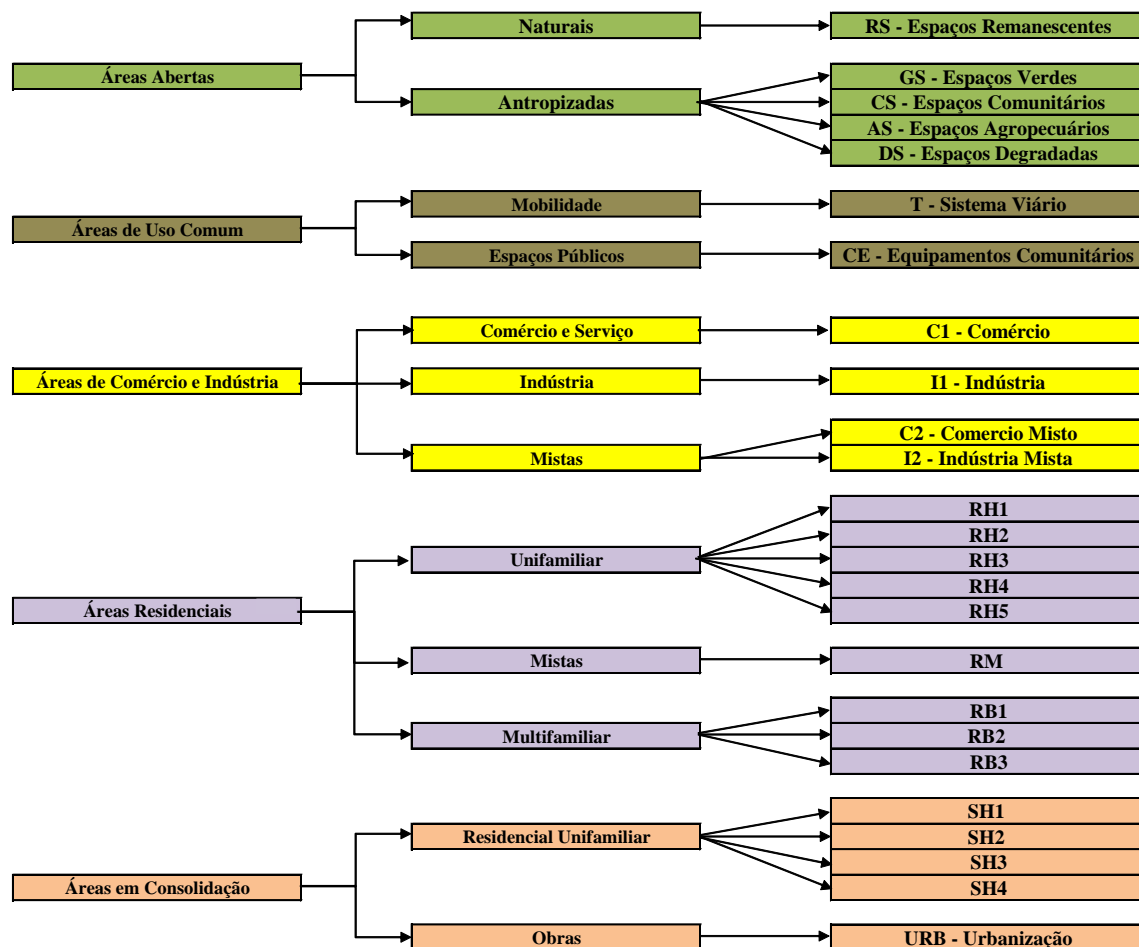 Naturais
RS - Espaços Remanescentes
Áreas Abertas
GS - Espaços Verdes
Antropizadas
CS - Espaços Comunitários
AS - Espaços Agropecuários
DS - Espaços Degradadas
Mobilidade
T - Sistema Viário
Áreas de Uso Comum
Espaços Públicos
CE - Equipamentos Comunitários
Comércio e Serviço
C1 - Comércio
Áreas de Comércio e Indústria
Indústria
I1 - Indústria
C2 - Comercio Misto
Mistas
I2 - Indústria Mista
RH1
RH2
Unifamiliar
RH3
RH4
Áreas Residenciais
RH5
Mistas
RM
RB1
Multifamiliar
RB2
RB3
SH1
Residencial Unifamiliar
SH2
SH3
Áreas em Consolidação
SH4
Obras
URB - Urbanização